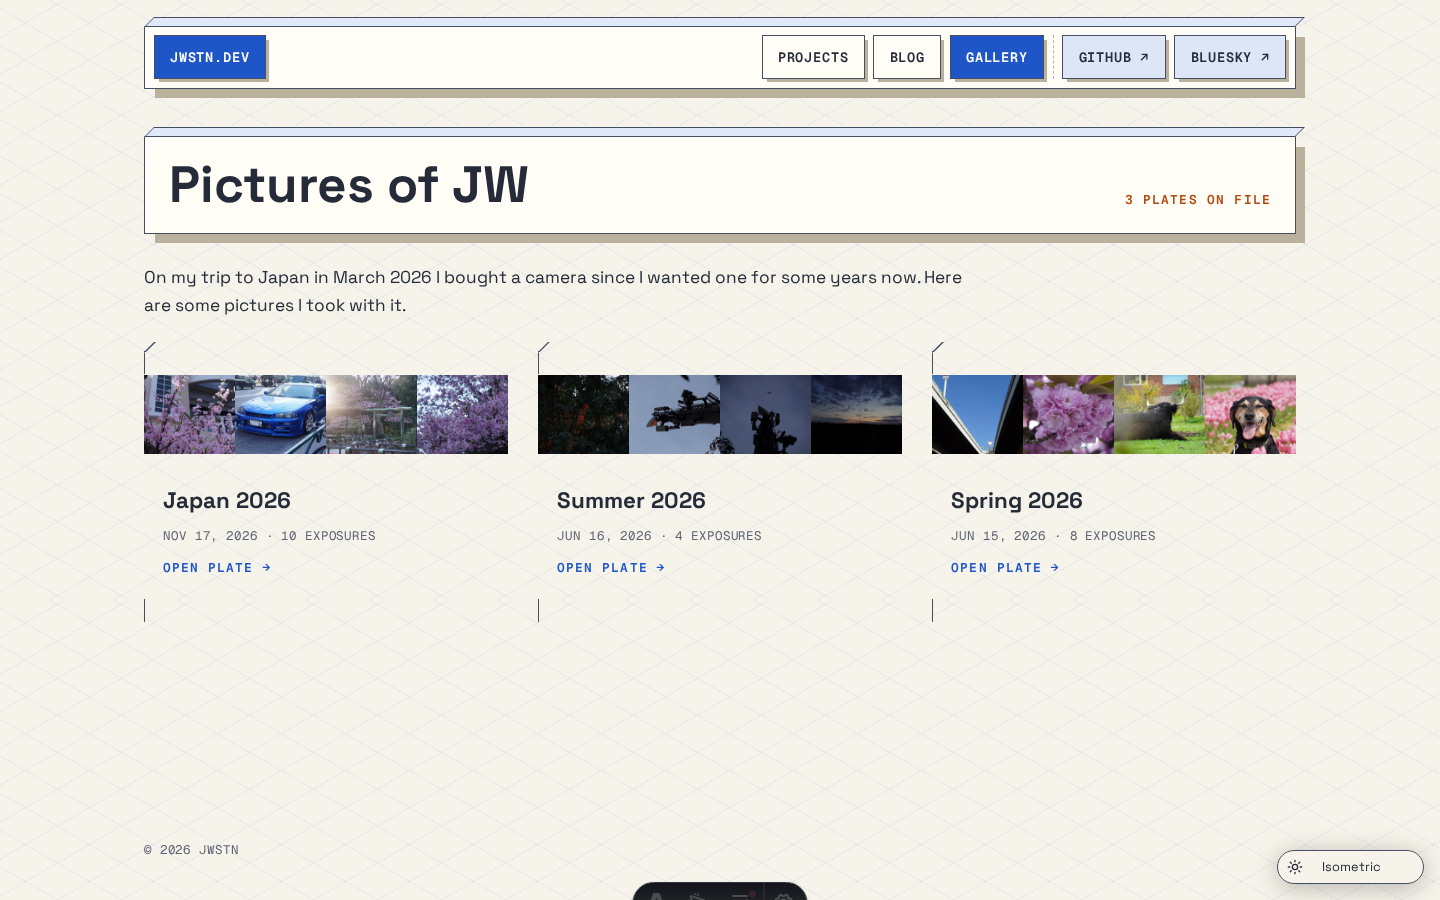 JWSTN.DEV PROJECTS BLOG GALLERY GITHUB ↗ BLUESKY ↗
Pictures of JW
3 PLATES ON FILE
On my trip to Japan in March 2026 I bought a camera since I wanted one for some years now. Here
are some pictures I took with it.
Japan 2026
NOV 17, 2026 · 10 EXPOSURES
OPEN PLATE →
Summer 2026
JUN 16, 2026 · 4 EXPOSURES
OPEN PLATE →
Spring 2026
JUN 15, 2026 · 8 EXPOSURES
OPEN PLATE →
© 2026 JWSTN
Isometric